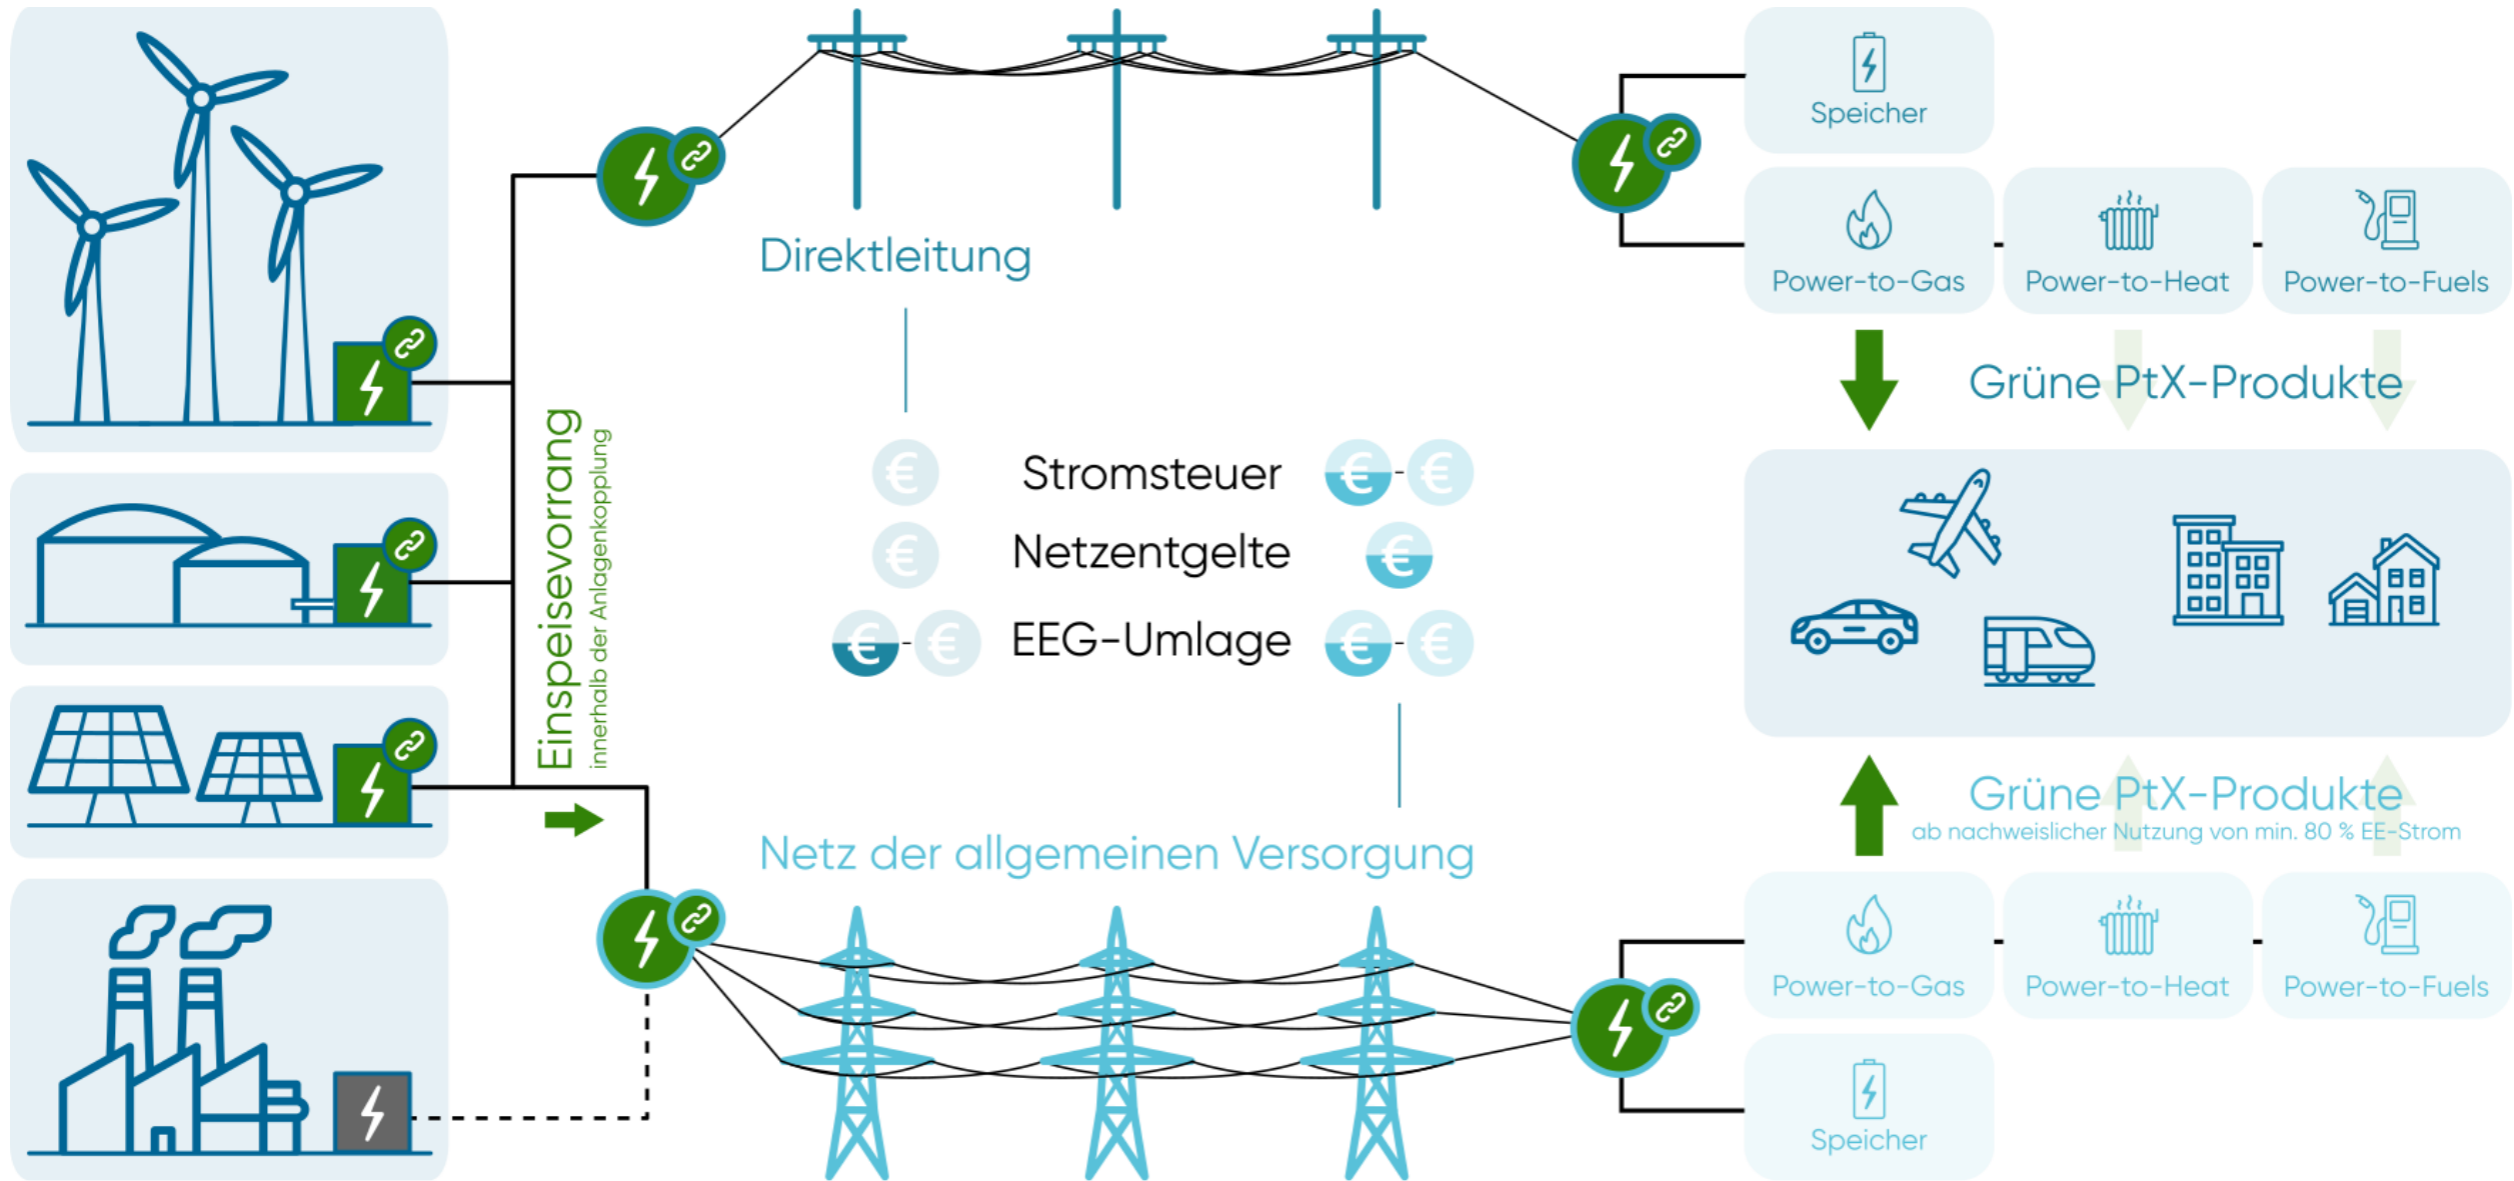 Speicher
Power-to-Gas
Power-to-Heat
Power-to-Fuels
Direktleitung
Grüne PtX-Produkte
Einspeisevorrang
innerhalb der Anlagenkopplung
€ Stromsteuer € - €
€ Netzentgelte €
€ - € EEG-Umlage € - €
Grüne PtX-Produkte
ab nachweislicher Nutzung von min. 80 % EE-Strom
Netz der allgemeinen Versorgung
Power-to-Gas
Power-to-Heat
Power-to-Fuels
Speicher